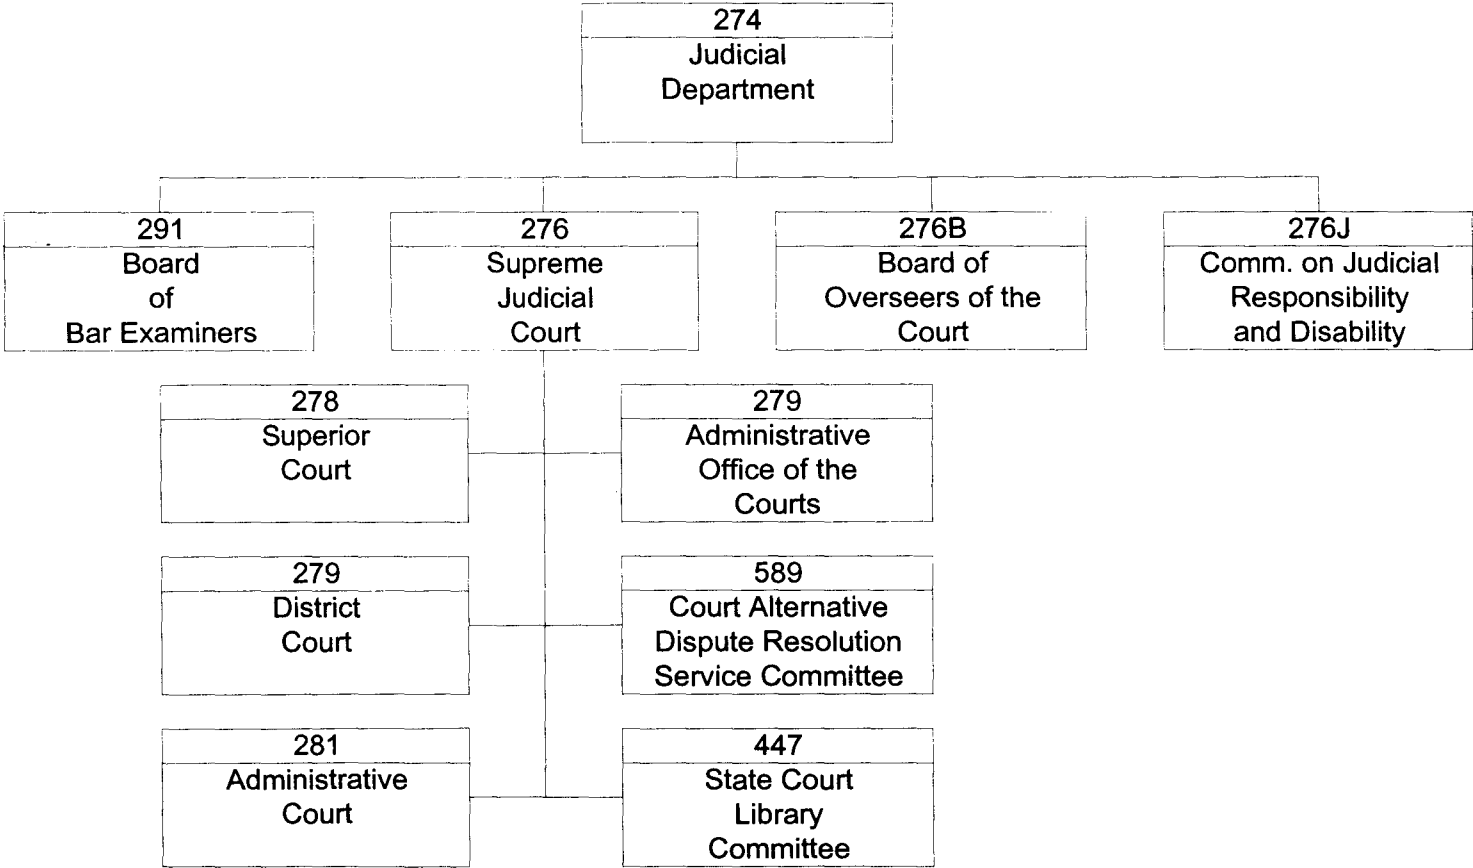 274
Judicial
Department
291
Board
of
Bar Examiners
276
Supreme
Judicial
Court
276B
Board of
Overseers of the
Court
276J
Comm. on Judicial
Responsibility
and Disability
278
Superior
Court
279
Administrative
Office of the
Courts
279
District
Court
589
Court Alternative
Dispute Resolution
Service Committee
281
Administrative
Court
447
State Court
Library
Committee